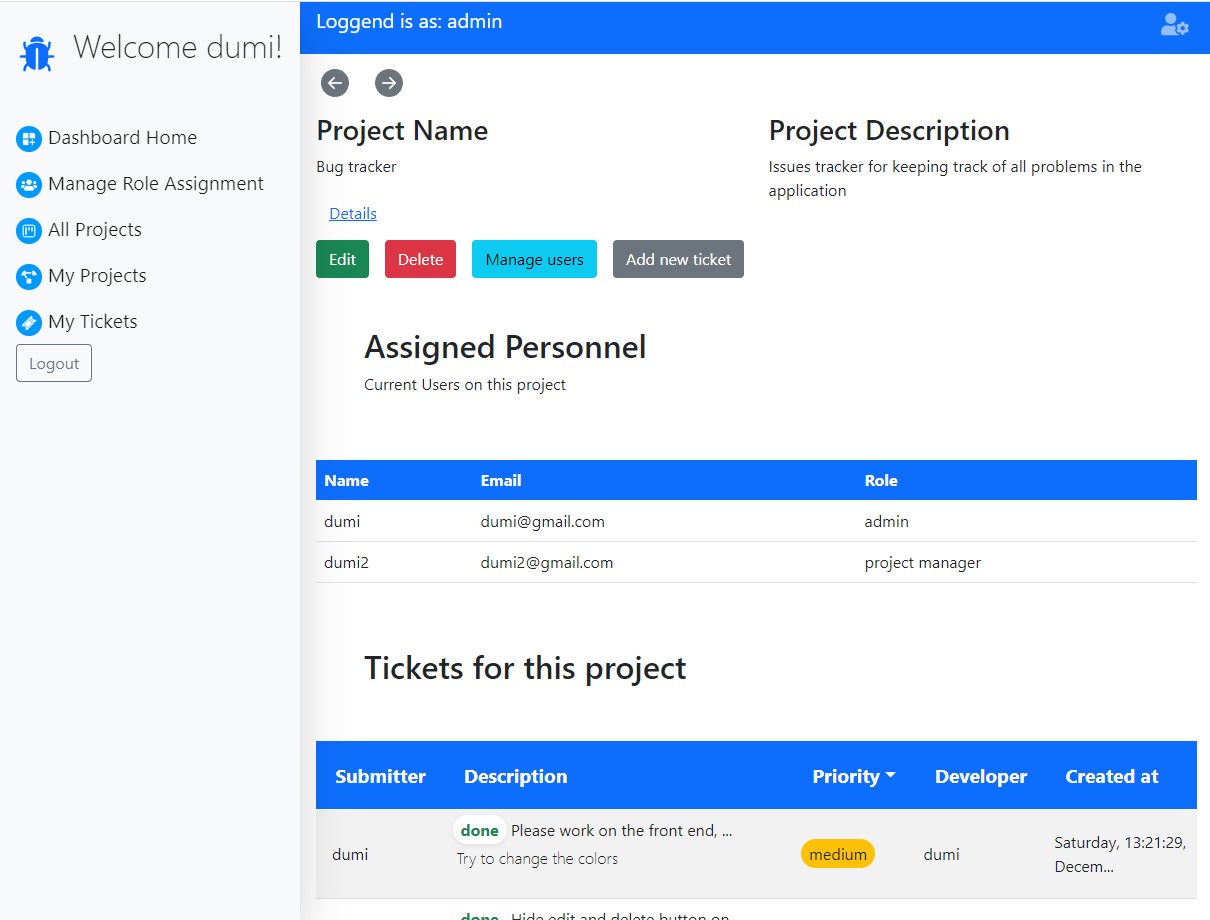 Welcome dumi!
Dashboard Home
Manage Role Assignment
All Projects
My Projects
My Tickets
Logout
Loggend is as: admin
Project Name
Bug tracker
Project Description
Issues tracker for keeping track of all problems in the
application
Details
Edit Delete Manage users Add new ticket
Assigned Personnel
Current Users on this project
Name Email Role
dumi dumi@gmail.com admin
dumi2 dumi2@gmail.com project manager
Tickets for this project
Submitter Description Priority Developer Created at
dumi
done Please work on the front end, ...
Try to change the colors
medium
dumi
Saturday, 13:21:29,
Decem...
done Hide edit and delete button on